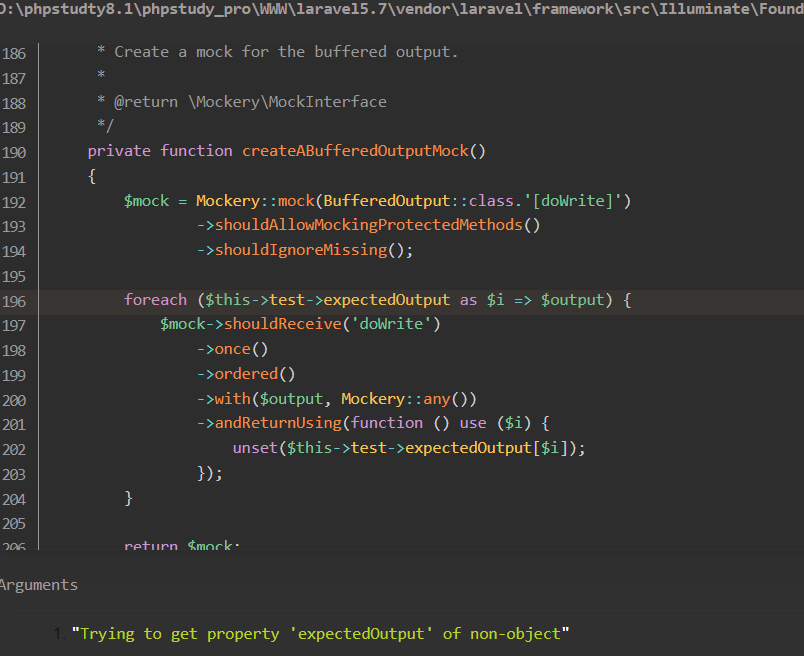 D:\phpstudty8.1\phpstudy_pro\WWW\laravel5.7\vendor\laravel\framework\src\Illuminate\Found
186 * Create a mock for the buffered output.
187 *
188 * @return \Mockery\MockInterface
189 */
190 private function createABufferedOutputMock()
191 {
192 $mock = Mockery::mock(BufferedOutput::class.'[doWrite]')
193 ->shouldAllowMockingProtectedMethods()
194 ->shouldIgnoreMissing();
195
196 foreach ($this->test->expectedOutput as $i => $output) {
197 $mock->shouldReceive('doWrite')
198 ->once()
199 ->ordered()
200 ->with($output, Mockery::any())
201 ->andReturnUsing(function () use ($i) {
202 unset($this->test->expectedOutput[$i]);
203 });
204 }
205
206 return $mock;
Arguments
1. "Trying to get property 'expectedOutput' of non-object"